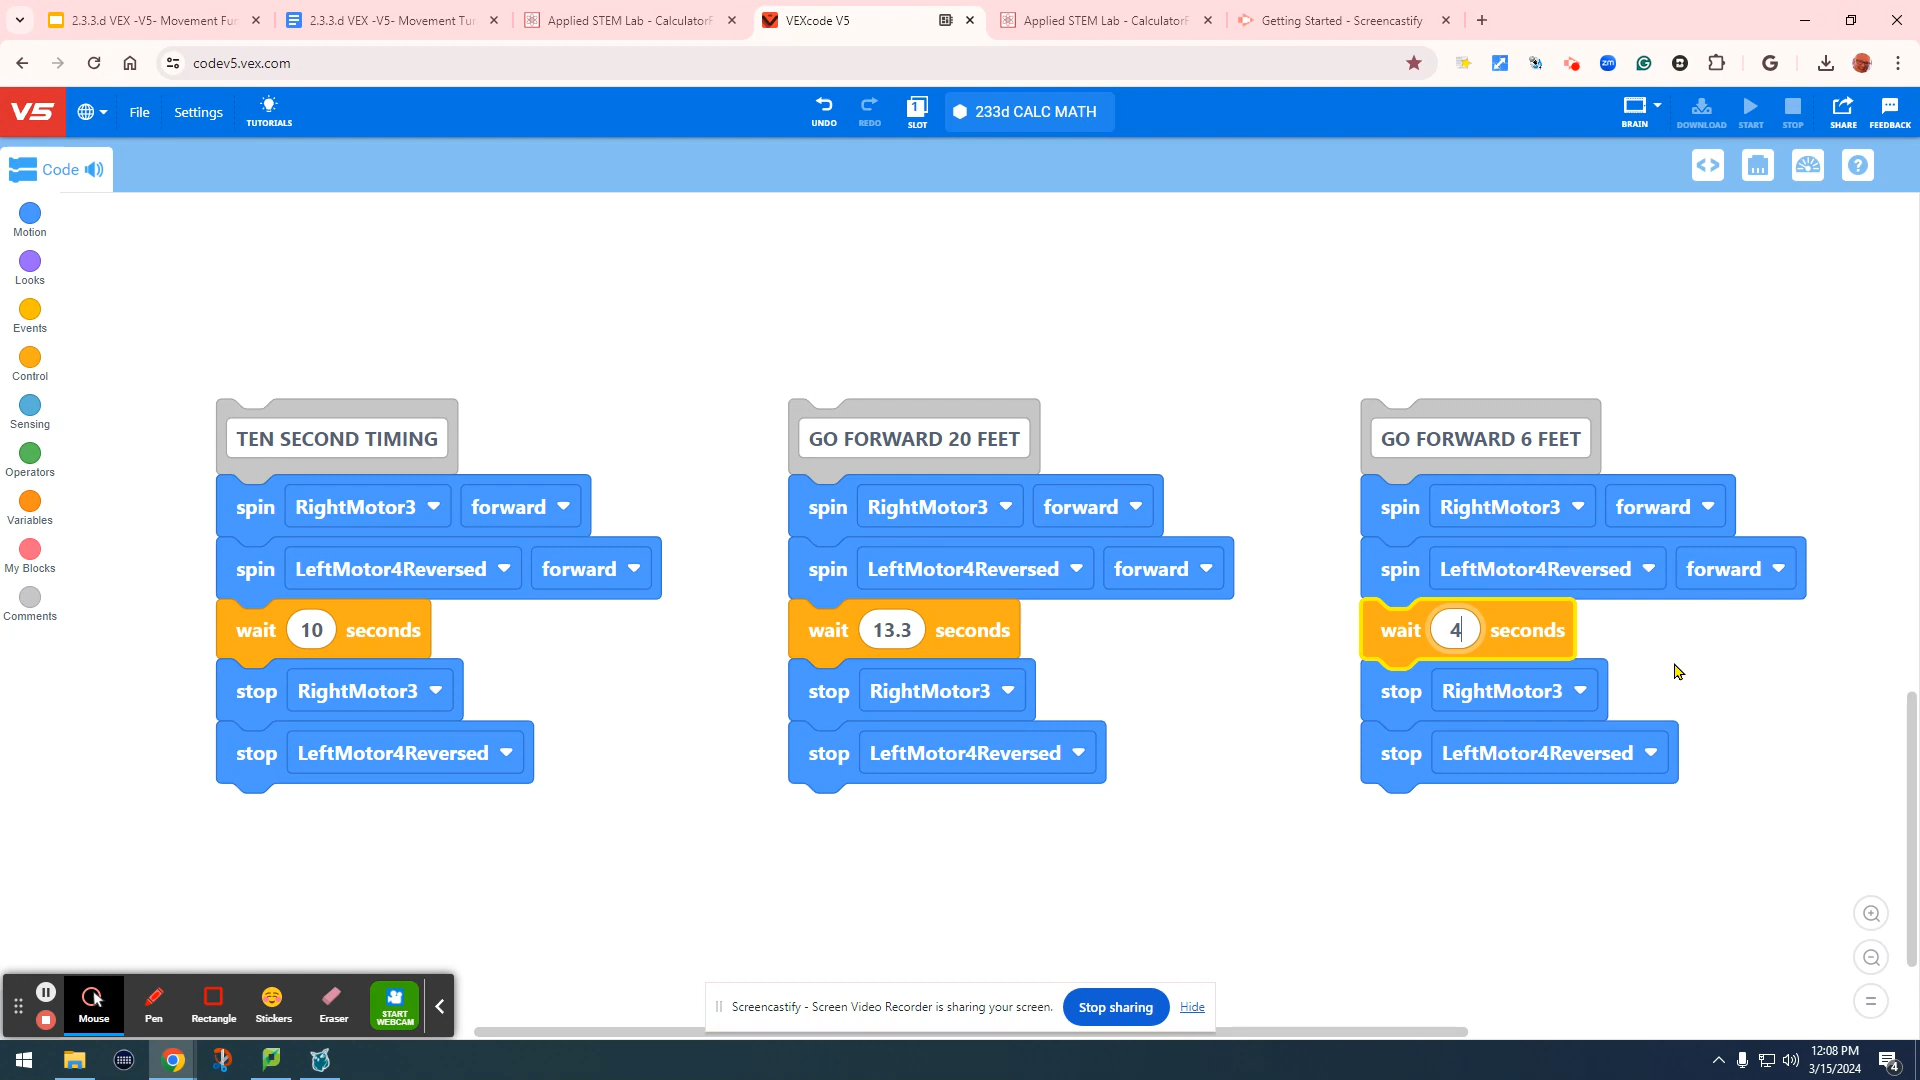 2.3.3.d VEX -V5- Movement Fu
2.3.3.d VEX -V5- Movement Tu
Applied STEM Lab - Calculator
VEXcode V5
Applied STEM Lab - Calculator
Getting Started - Screencastify
codev5.vex.com
zm
V5
File
Settings
TUTORIALS
UNDO
REDO
1
SLOT
233d CALC MATH
BRAIN
DOWNLOAD
START
STOP
SHARE
FEEDBACK
Code
Motion
Looks
Events
Control
Sensing
Operators
Variables
My Blocks
Comments
TEN SECOND TIMING
spin RightMotor3 forward
spin LeftMotor4Reversed forward
wait 10 seconds
stop RightMotor3
stop LeftMotor4Reversed
GO FORWARD 20 FEET
spin RightMotor3 forward
spin LeftMotor4Reversed forward
wait 13.3 seconds
stop RightMotor3
stop LeftMotor4Reversed
GO FORWARD 6 FEET
spin RightMotor3 forward
spin LeftMotor4Reversed forward
wait 4 seconds
stop RightMotor3
stop LeftMotor4Reversed
Mouse
Pen
Rectangle
Stickers
Eraser
START
WEBCAM
Screencastify - Screen Video Recorder is sharing your screen.
Stop sharing
Hide
12:08 PM
3/15/2024
4